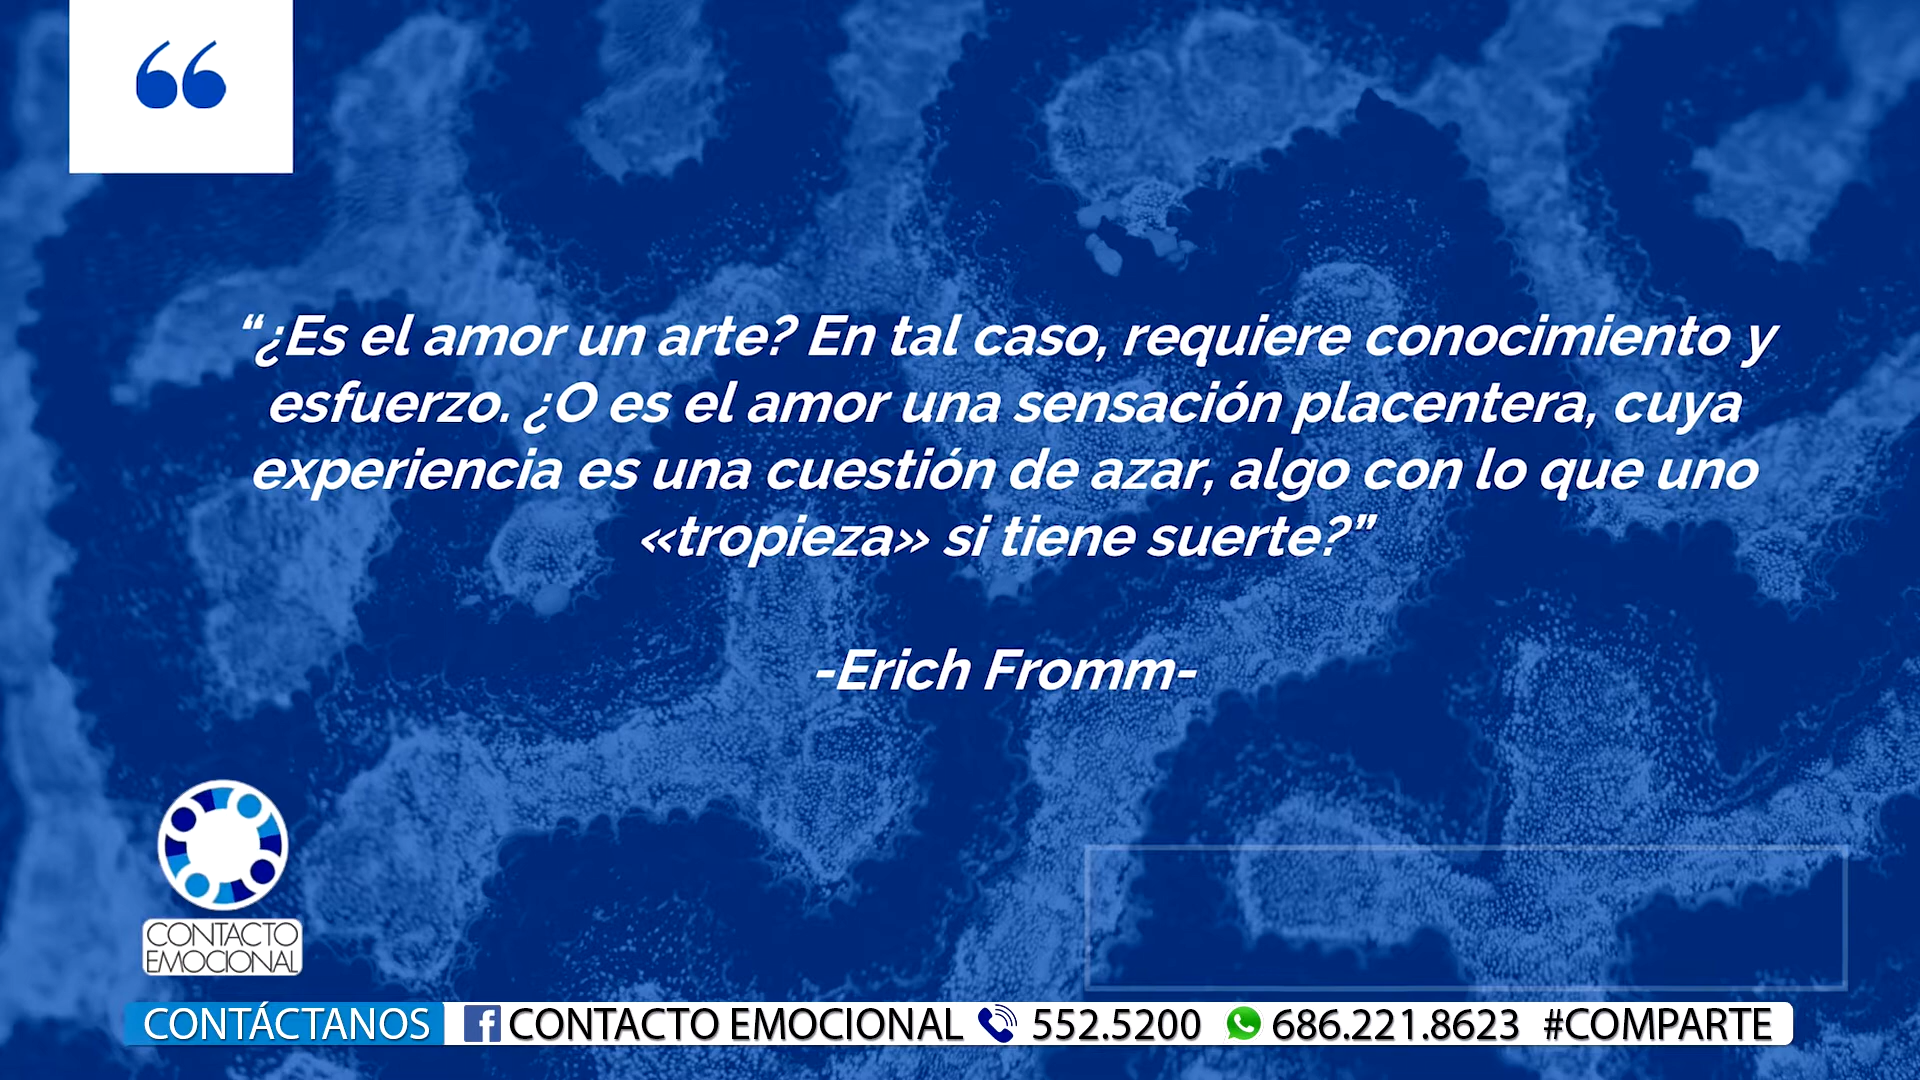 “¿Es el amor un arte? En tal caso, requiere conocimiento y
esfuerzo. ¿O es el amor una sensación placentera, cuya
experiencia es una cuestión de azar, algo con lo que uno
«tropieza» si tiene suerte?”
-Erich Fromm-
CONTACTO
EMOCIONAL
CONTÁCTANOS CONTACTO EMOCIONAL 552.5200 686.221.8623 #COMPARTE